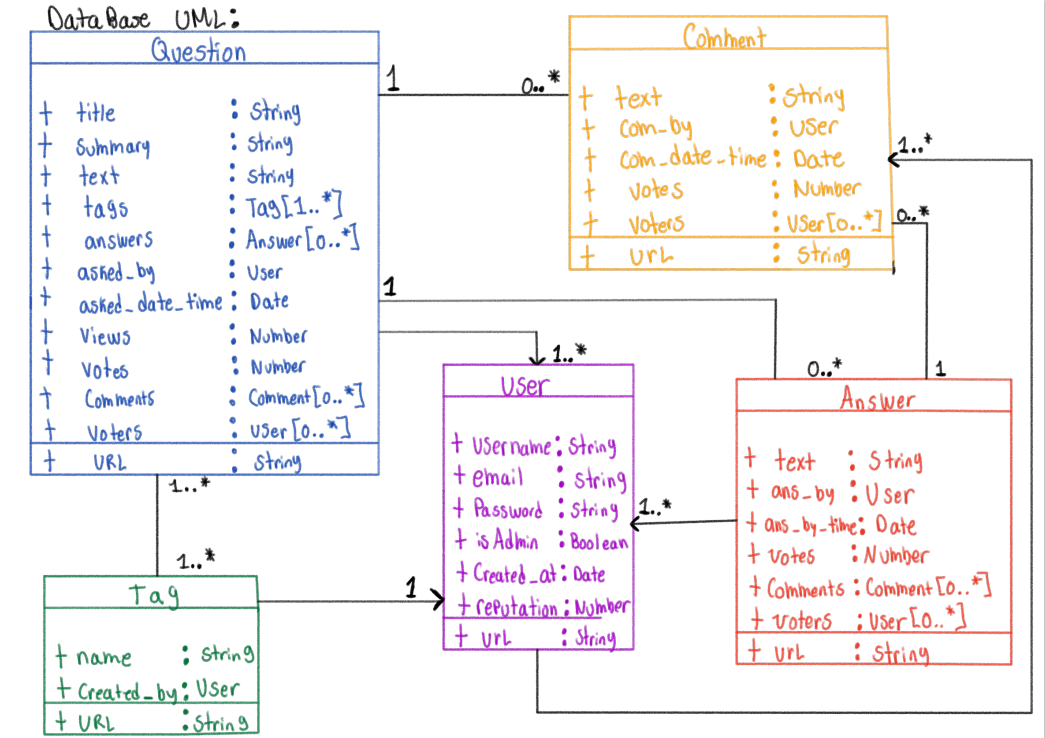 DataBase UML:
Question
+ title : String
+ Summary : String
+ text : String
+ tags : Tag[1..*]
+ answers : Answer[0..*]
+ asked_by : User
+ asked_date_time : Date
+ Views : Number
+ Votes : Number
+ Comments : Comment[0..*]
+ Voters : User[0..*]
+ URL : String
1
0..*
Comment
+ text : String
+ Com_by : User
+ Com_date_time : Date
+ Votes : Number
+ Voters : User[0..*]
+ Url : String
1..*
0..*
1
0..*
1
1..*
User
+ Username : String
+ email : String
+ Password : String
+ isAdmin : Boolean
+ Created_at : Date
+ reputation : Number
+ Url : String
1..*
Answer
+ text : String
+ ans_by : User
+ ans_by_time : Date
+ votes : Number
+ Comments : Comment[0..*]
+ voters : User[0..*]
+ Url : String
1..*
1..*
1
Tag
+ name : String
+ Created_by : User
+ URL : String